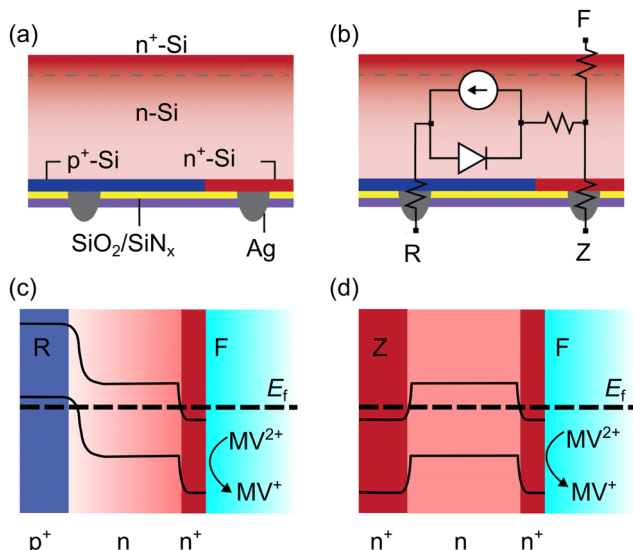 (a)
n⁺-Si
n-Si
p⁺-Si
n⁺-Si
SiO₂/SiNₓ
Ag
(b)
F
R
Z
(c)
R
F
E_f
MV²⁺
MV⁺
p⁺
n
n⁺
(d)
Z
F
E_f
MV²⁺
MV⁺
n⁺
n
n⁺